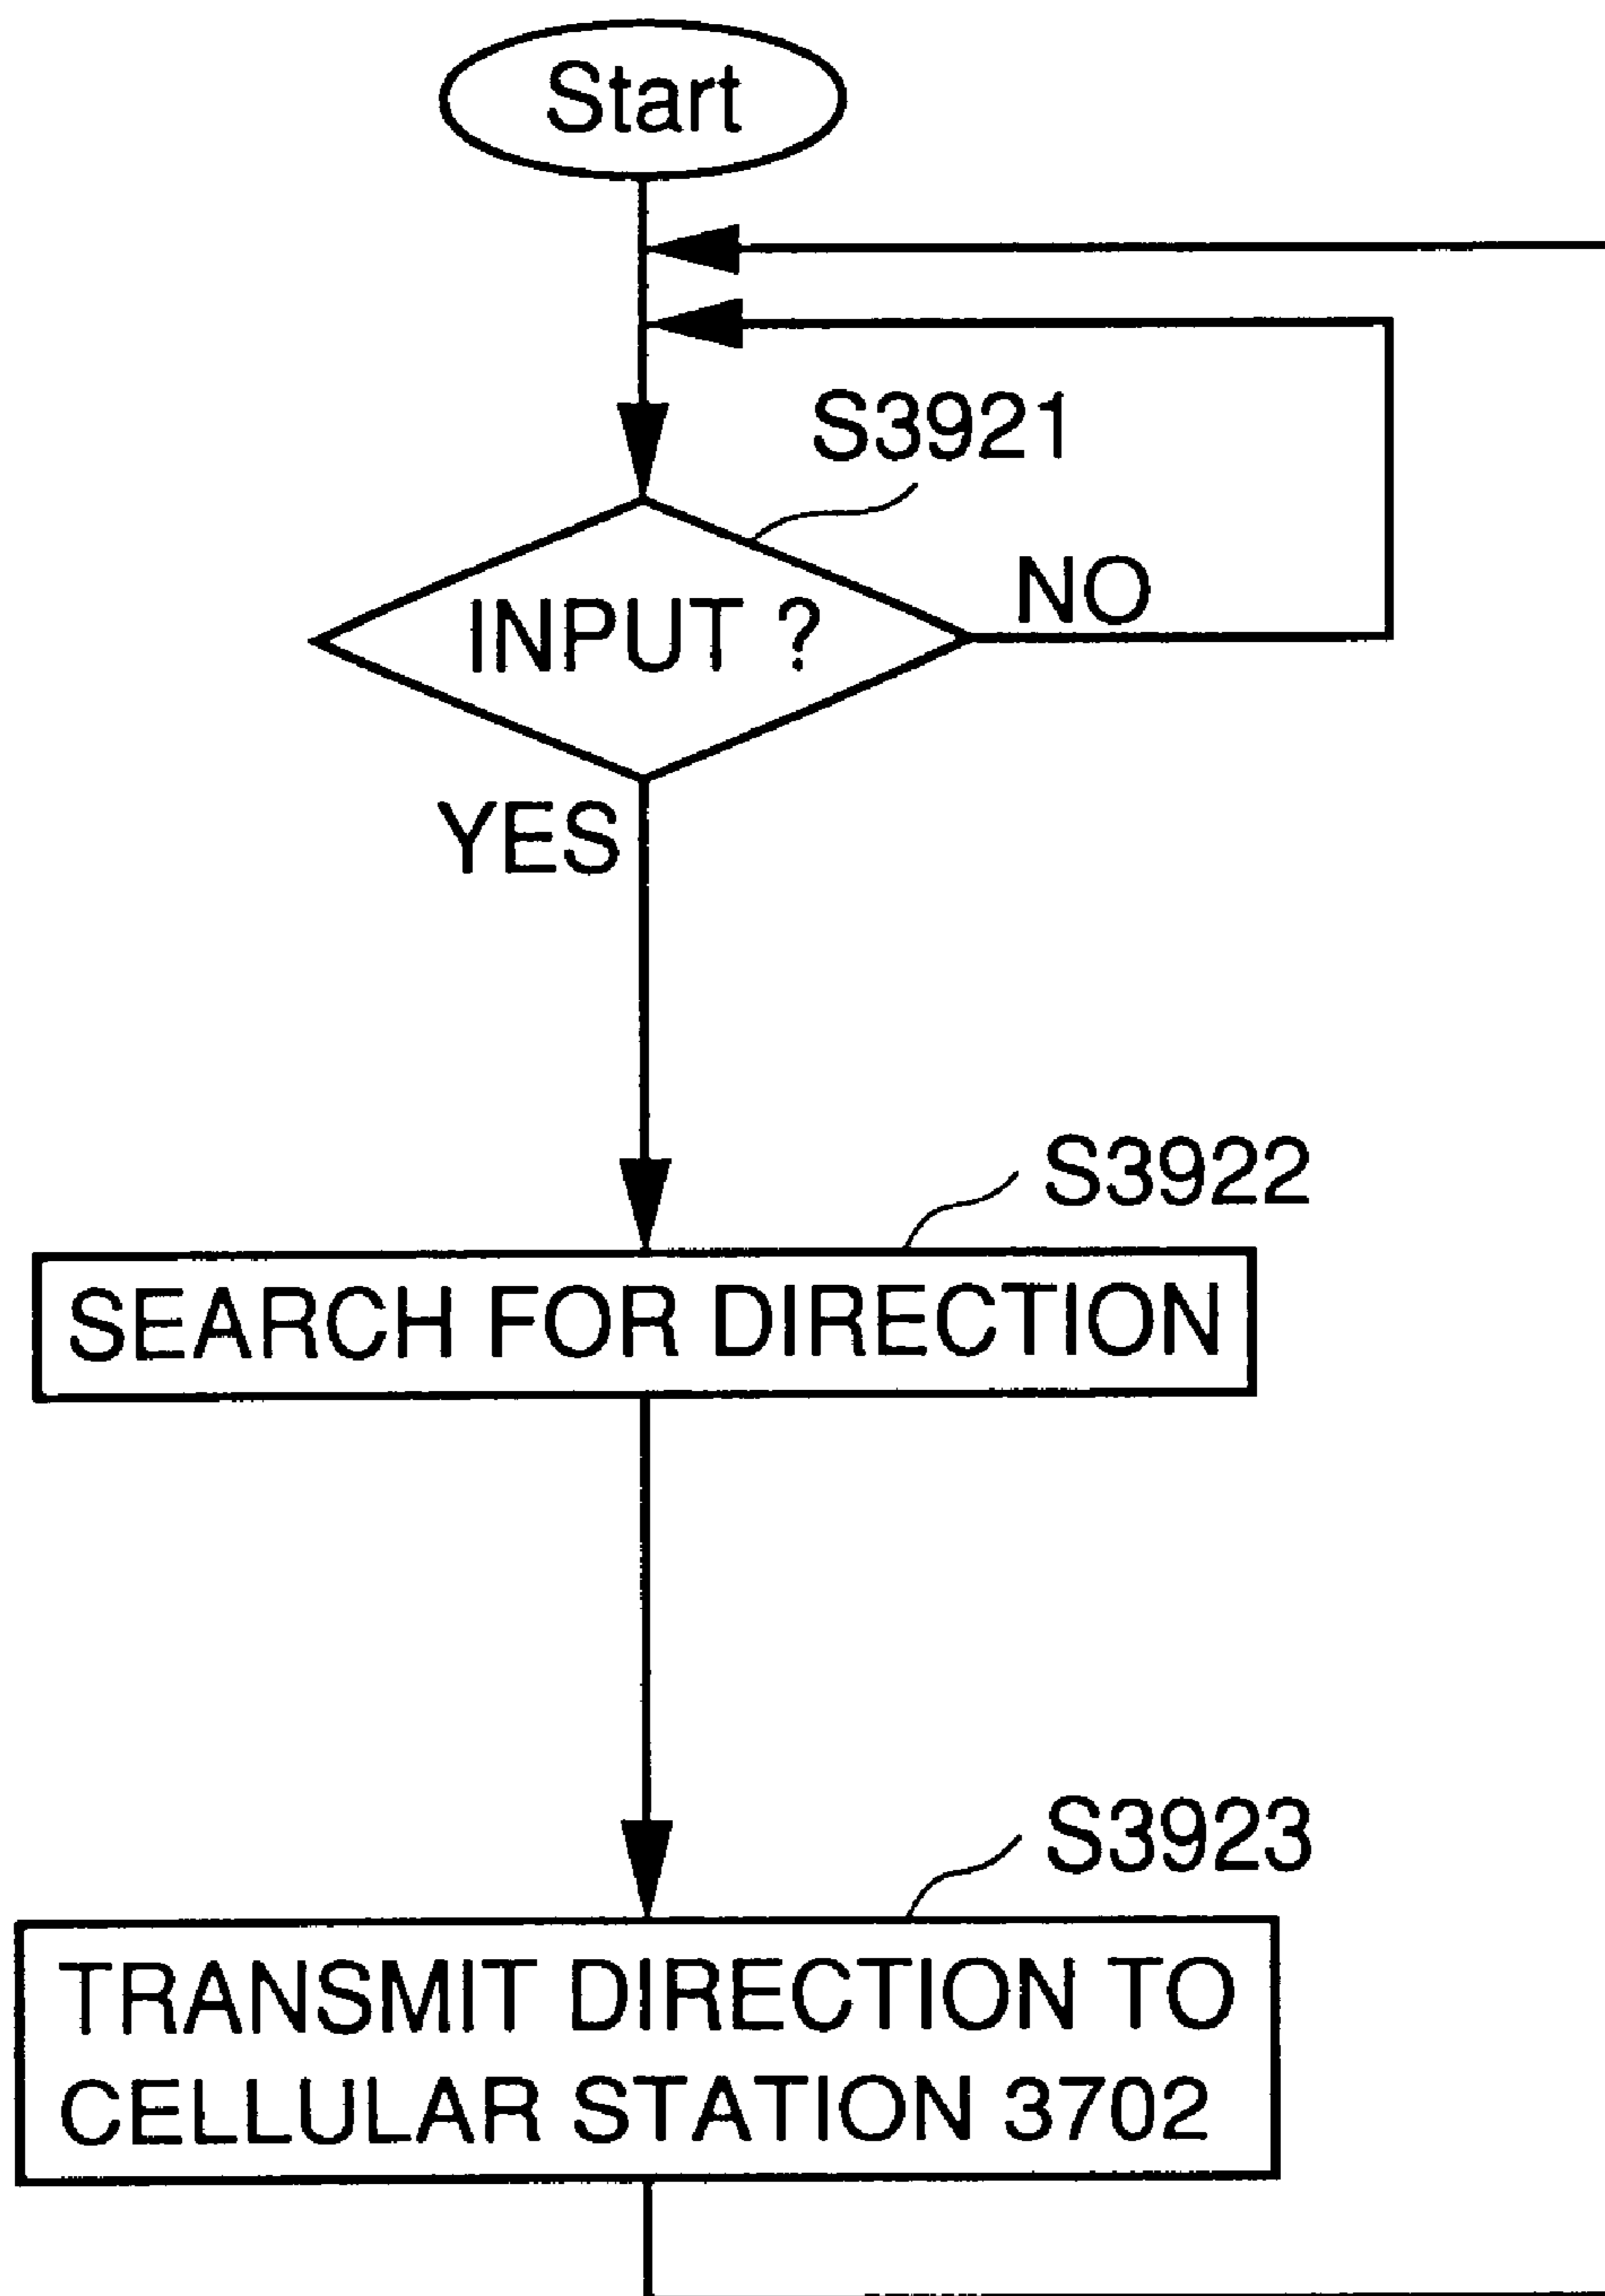 Start
S3921
INPUT ?
NO
YES
S3922
SEARCH FOR DIRECTION
S3923
TRANSMIT DIRECTION TO
CELLULAR STATION 3702